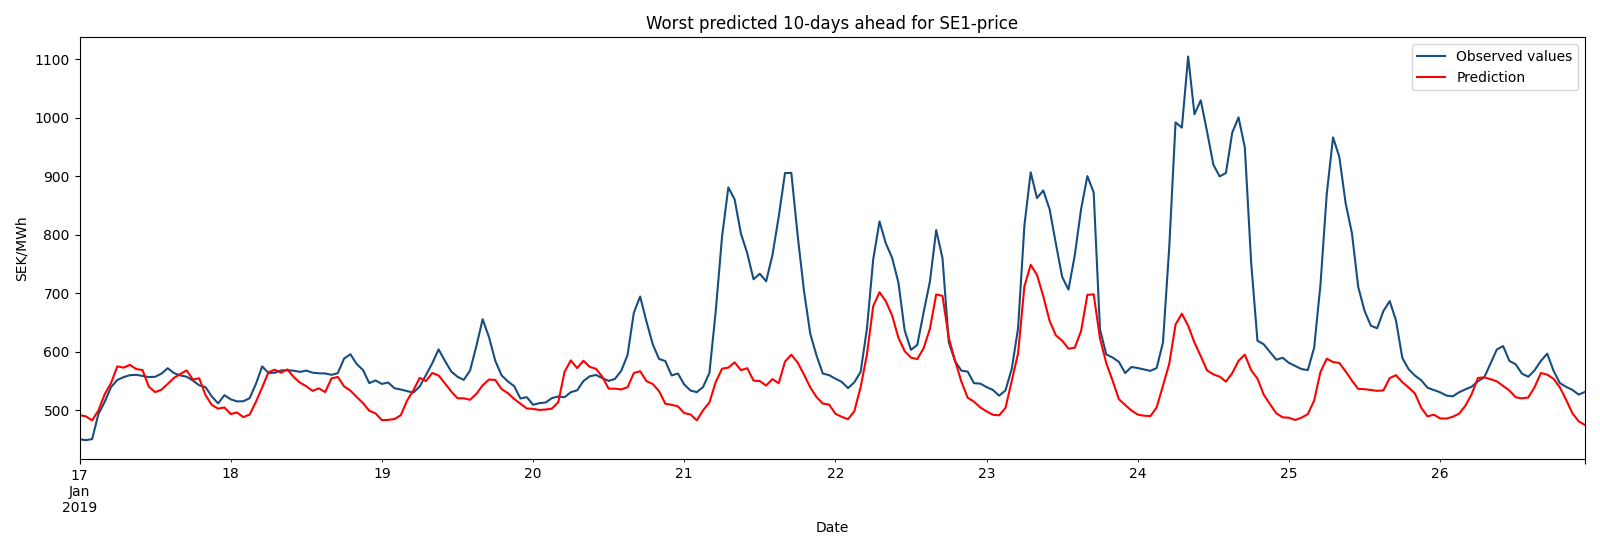 Worst predicted 10-days ahead for SE1-price
Observed values
Prediction
1100
1000
900
800
700
600
500
SEK/MWh
17 18 19 20 21 22 23 24 25 26
Jan
2019
Date